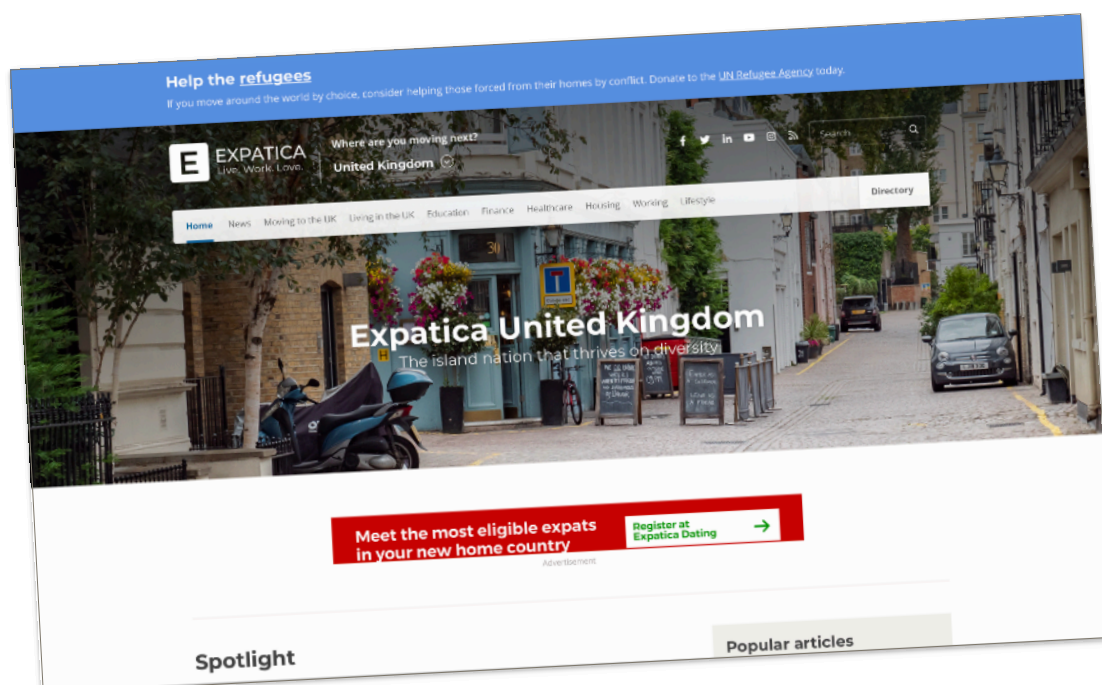 Help the refugees
If you move around the world by choice, consider helping those forced from their homes by conflict. Donate to the UN Refugee Agency today.
E EXPATICA
Live. Work. Love.
Where are you moving next?
United Kingdom
Search
Home News Moving to the UK Living in the UK Education Finance Healthcare Housing Working Lifestyle Directory
30
Expatica United Kingdom
The island nation that thrives on diversity
H
Meet the most eligible expats
in your new home country
Register at
Expatica Dating
Advertisement
Spotlight
Popular articles